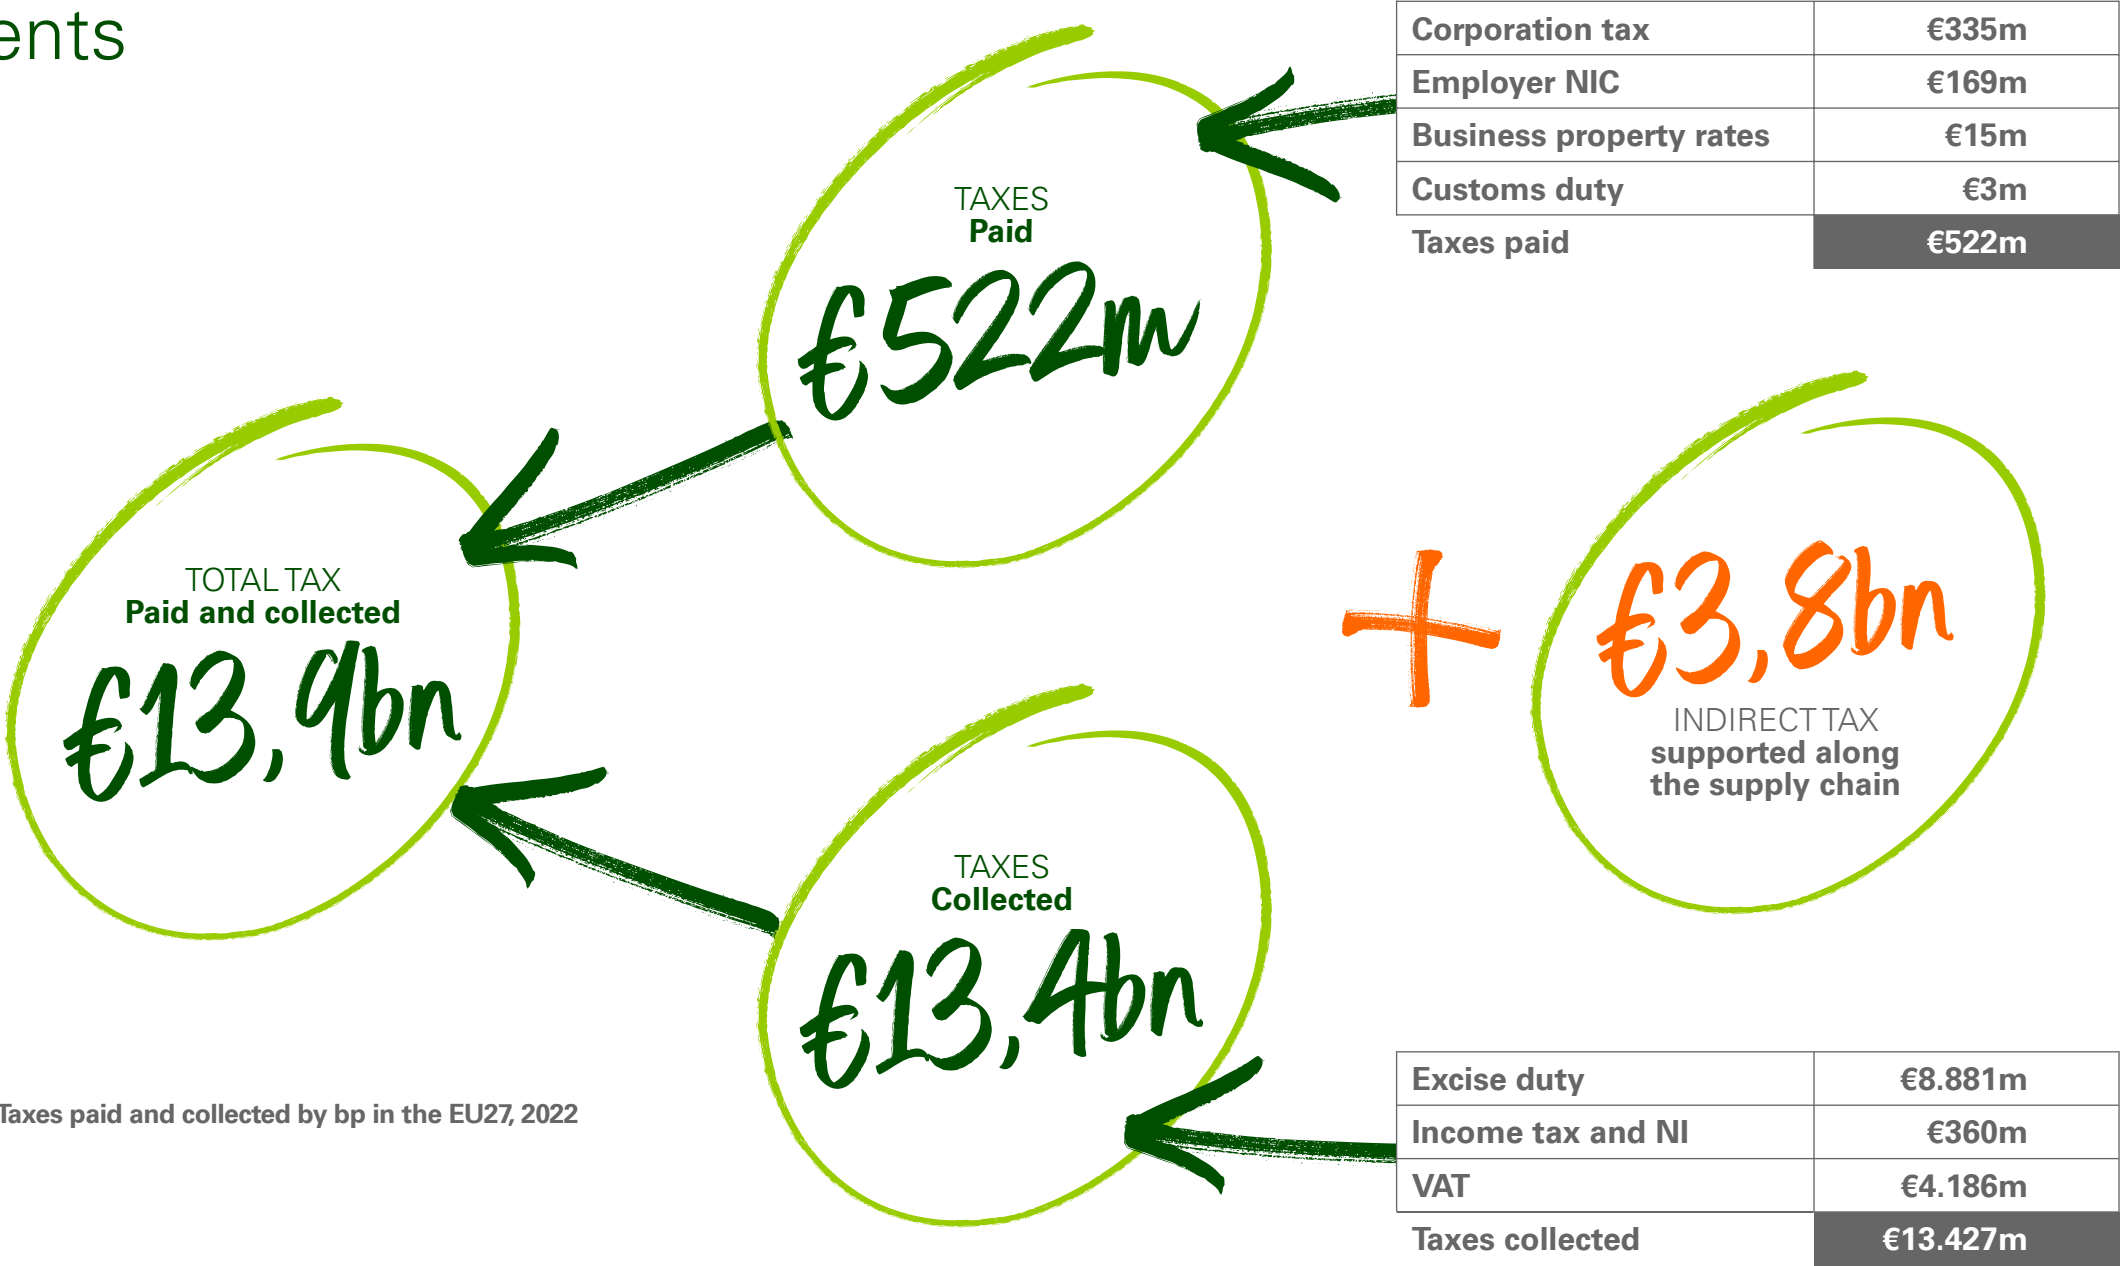 ents
Corporation tax €335m
Employer NIC €169m
Business property rates €15m
Customs duty €3m
Taxes paid €522m
TAXES
Paid
€522m
TOTAL TAX
Paid and collected
€13,9bn
+
€3,8bn
INDIRECT TAX
supported along
the supply chain
TAXES
Collected
€13,4bn
Taxes paid and collected by bp in the EU27, 2022
Excise duty €8.881m
Income tax and NI €360m
VAT €4.186m
Taxes collected €13.427m